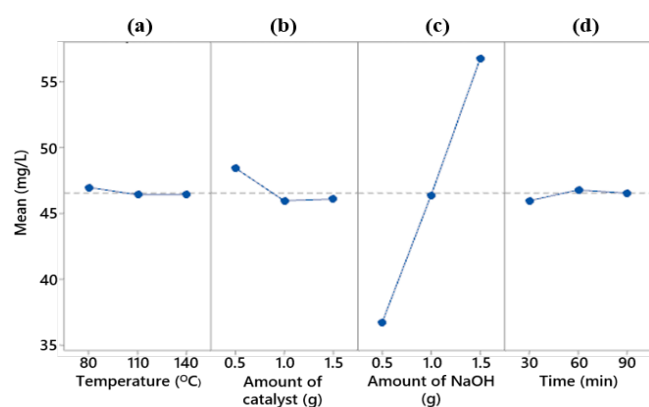 (a) (b) (c) (d)
Mean (mg/L)
55
50
45
40
35
80 110 140 0.5 1.0 1.5 0.5 1.0 1.5 30 60 90
Temperature (ᴼC) Amount of Amount of NaOH Time (min)
catalyst (g) (g)